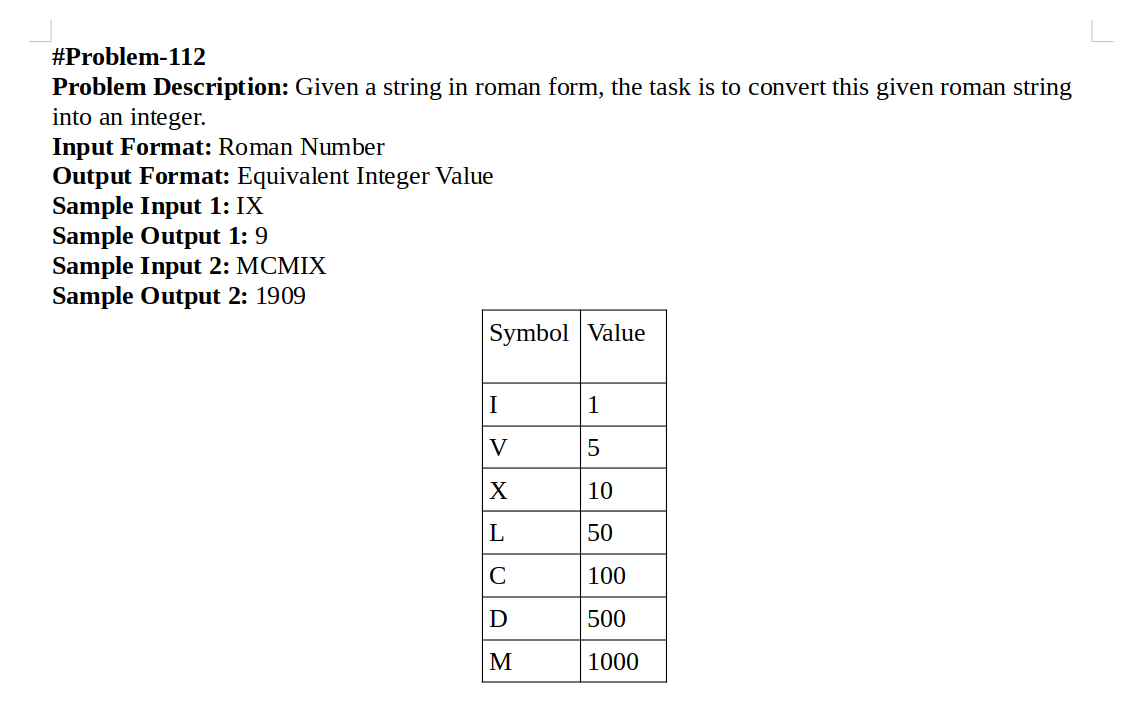 #Problem-112
Problem Description: Given a string in roman form, the task is to convert this given roman string
into an integer.
Input Format: Roman Number
Output Format: Equivalent Integer Value
Sample Input 1: IX
Sample Output 1: 9
Sample Input 2: MCMIX
Sample Output 2: 1909
Symbol Value
I 1
V 5
X 10
L 50
C 100
D 500
M 1000